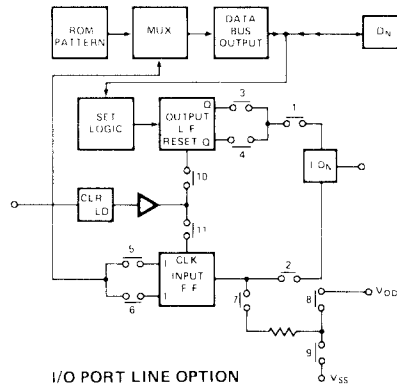 ROM PATTERN
MUX
DATA BUS OUTPUT
DN
SET LOGIC
OUTPUT L F RESET
Q
Q
3
4
1
I ON
10
CLR LD
11
5
6
CLK INPUT F F
I
I
2
7
8
VOD
9
VSS
I/O PORT LINE OPTION